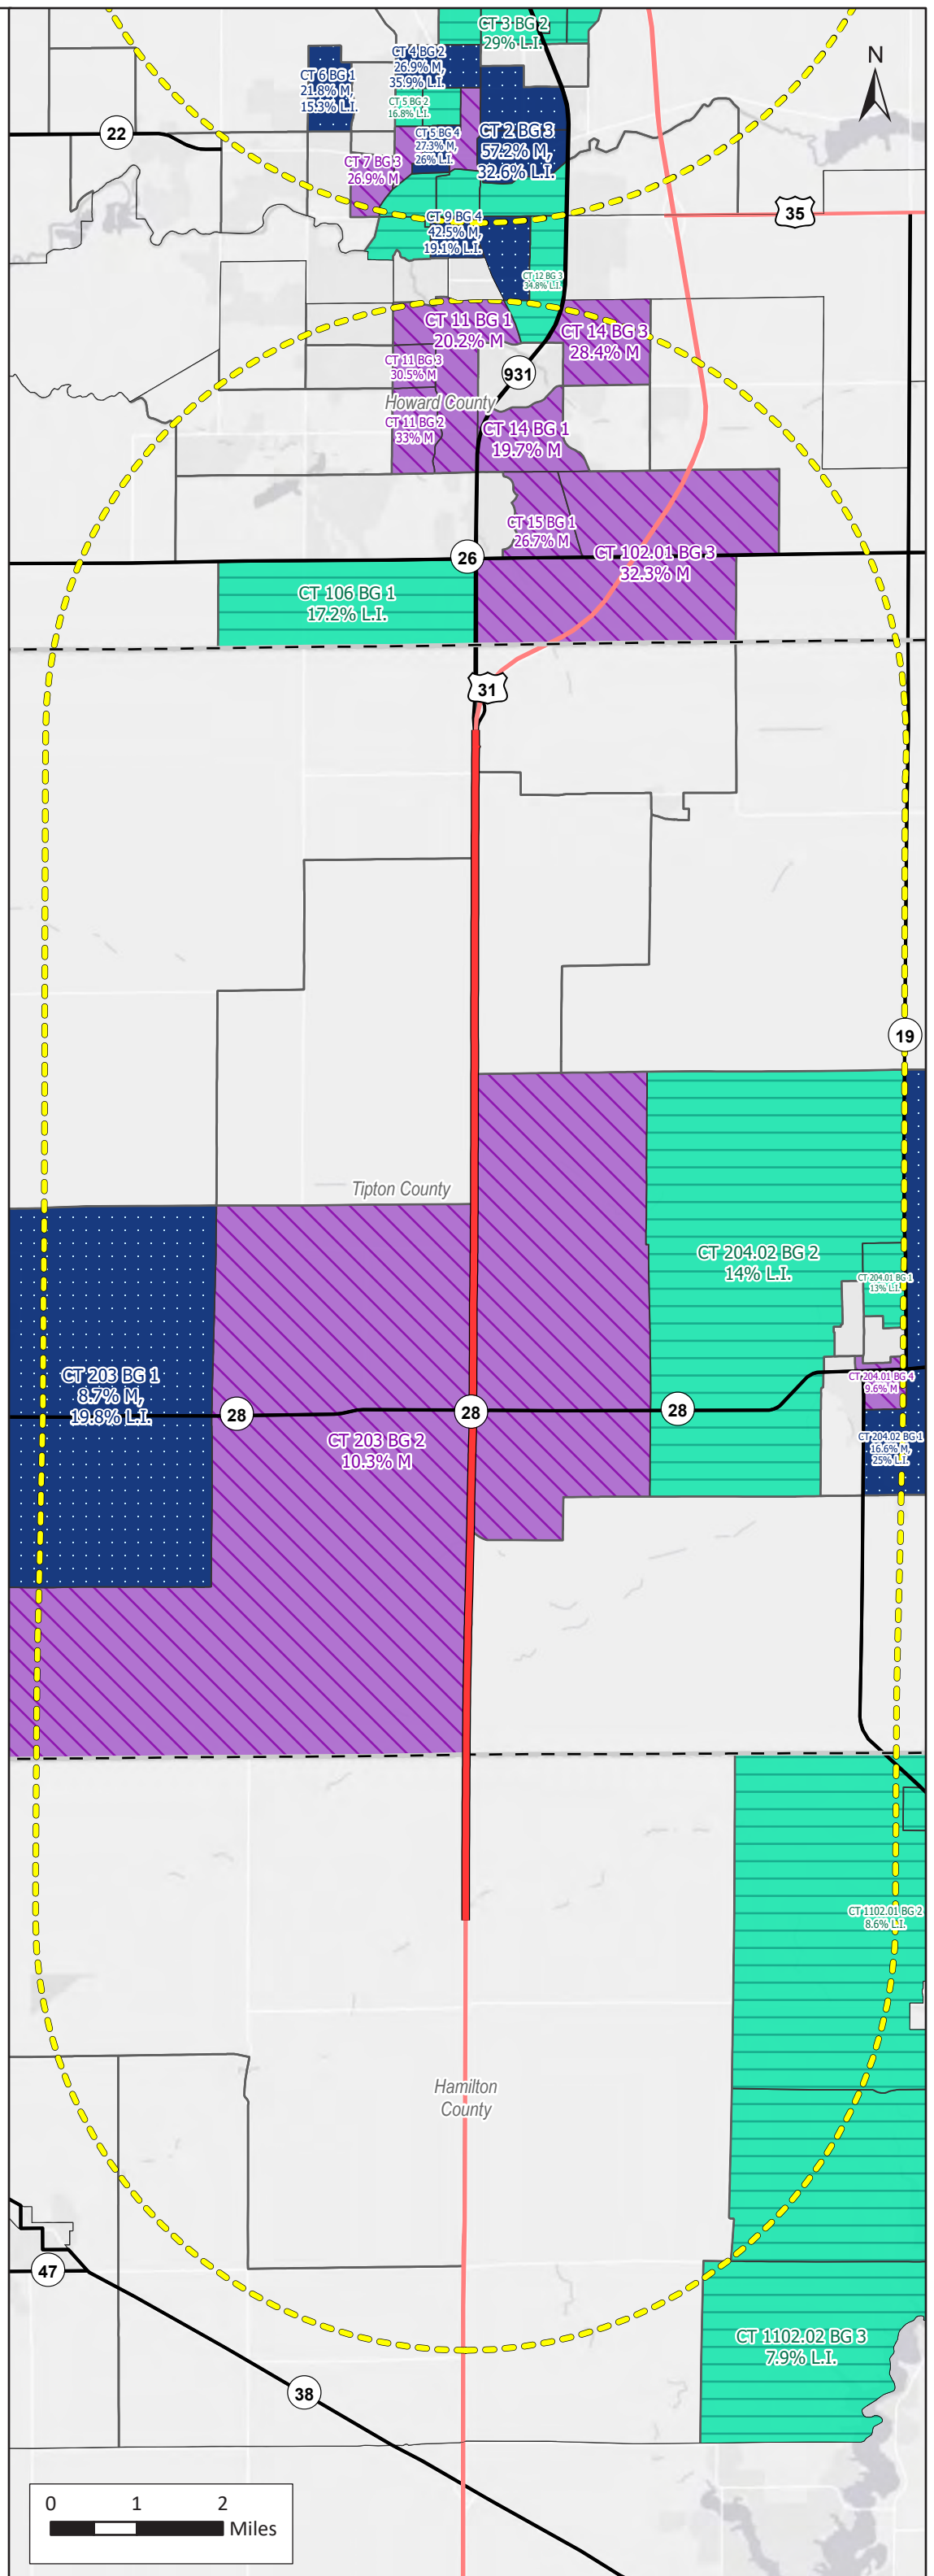 CT 3 BG 2
29% L.I.
N
CT 4 BG 2
26.9% M,
35.9% L.I.
CT 6 BG 1
21.8% M,
15.3% L.I.
CT 5 BG 2
16.8% L.I.
22
CT 5 BG 4
27.3% M,
26% L.I.
CT 2 BG 3
57.2% M,
32.6% L.I.
CT 7 BG 3
26.9% M
35
CT 9 BG 4
42.5% M,
19.1% L.I.
CT 12 BG 3
34.8% L.I.
CT 11 BG 1
20.2% M
CT 14 BG 3
28.4% M
CT 11 BG 3
30.5% M
931
Howard County
CT 11 BG 2
33% M
CT 14 BG 1
19.7% M
CT 15 BG 1
26.7% M
26
CT 102.01 BG 3
32.3% M
CT 106 BG 1
17.2% L.I.
31
19
Tipton County
CT 204.02 BG 2
14% L.I.
CT 204.01 BG 1
13% L.I.
CT 203 BG 1
8.7% M,
19.8% L.I.
CT 204.01 BG 4
9.6% M
28
28
28
CT 203 BG 2
10.3% M
CT 204.02 BG 1
16.6% M,
25% L.I.
CT 1102.01 BG 2
8.6% L.I.
Hamilton
County
47
CT 1102.02 BG 3
7.9% L.I.
38
0 1 2
Miles